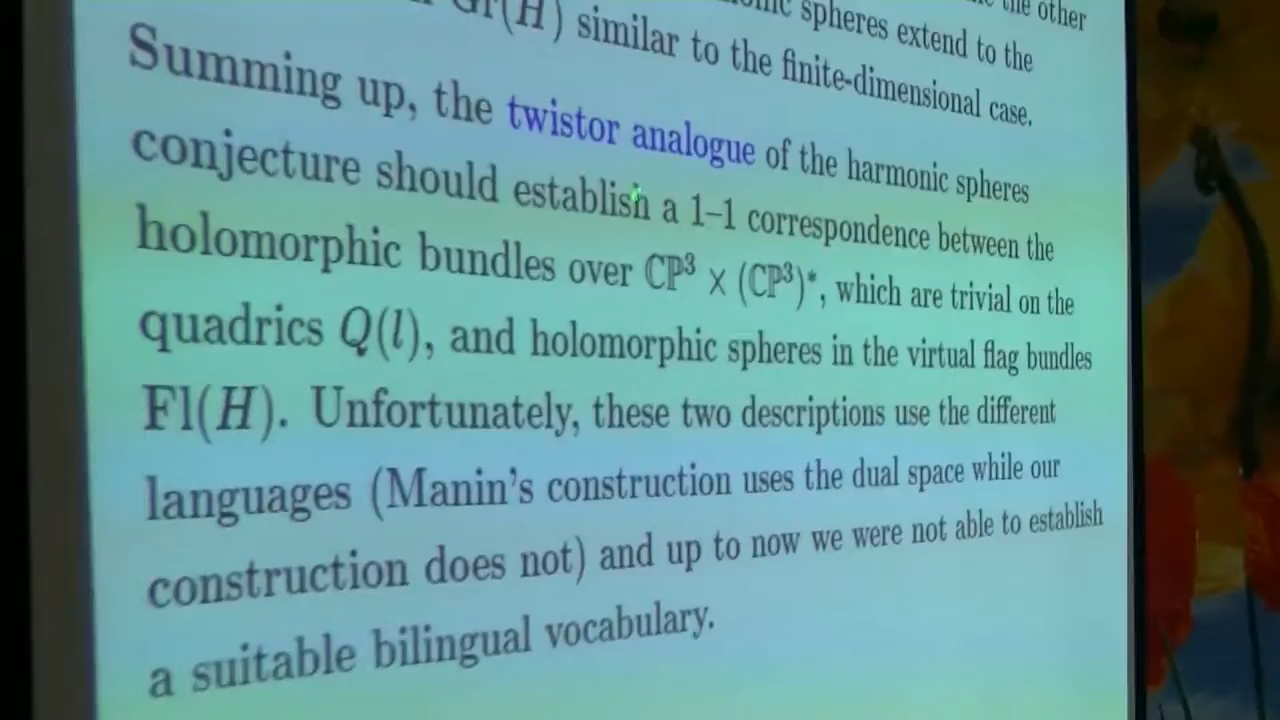 the other
spheres extend to the
Gr(H) similar to the finite-dimensional case.
Summing up, the twistor analogue of the harmonic spheres
conjecture should establish a 1–1 correspondence between the
holomorphic bundles over ℂℙ³ × (ℂℙ³)*, which are trivial on the
quadrics Q(l), and holomorphic spheres in the virtual flag bundles
Fl(H). Unfortunately, these two descriptions use the different
languages (Manin's construction uses the dual space while our
construction does not) and up to now we were not able to establish
a suitable bilingual vocabulary.